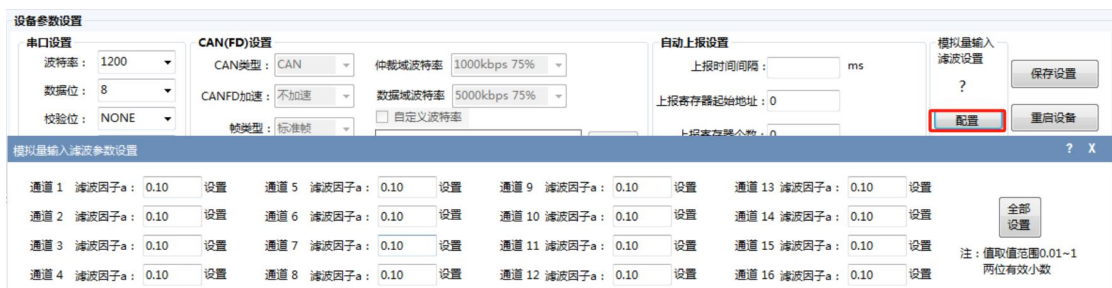 设备参数设置
串口设置
波特率： 1200
数据位： 8
校验位： NONE
CAN(FD)设置
CAN类型： CAN 仲裁域波特率 1000kbps 75%
CANFD加速： 不加速 数据域波特率 5000kbps 75%
自定义波特率
帧类型： 标准帧
自动上报设置
上报时间间隔： ms
上报寄存器起始地址： 0
上报寄存器个数： 0
模拟量输入
滤波设置
?
配置
保存设置
重启设备
模拟量输入滤波参数设置 ? X
通道 1 滤波因子a： 0.10 设置 通道 5 滤波因子a： 0.10 设置 通道 9 滤波因子a： 0.10 设置 通道 13 滤波因子a： 0.10 设置
通道 2 滤波因子a： 0.10 设置 通道 6 滤波因子a： 0.10 设置 通道 10 滤波因子a： 0.10 设置 通道 14 滤波因子a： 0.10 设置
通道 3 滤波因子a： 0.10 设置 通道 7 滤波因子a： 0.10 设置 通道 11 滤波因子a： 0.10 设置 通道 15 滤波因子a： 0.10 设置
通道 4 滤波因子a： 0.10 设置 通道 8 滤波因子a： 0.10 设置 通道 12 滤波因子a： 0.10 设置 通道 16 滤波因子a： 0.10 设置
全部
设置
注：值取值范围0.01~1
两位有效小数